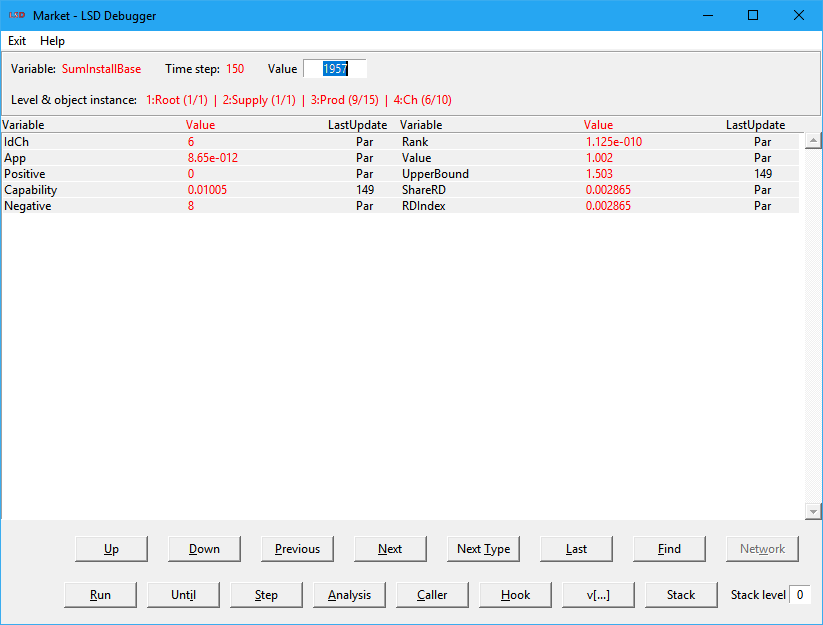 LSD Market - LSD Debugger
Exit Help
Variable: SumInstallBase Time step: 150 Value 1957
Level & object instance: 1:Root (1/1) | 2:Supply (1/1) | 3:Prod (9/15) | 4:Ch (6/10)
Variable Value LastUpdate Variable Value LastUpdate
IdCh 6 Par Rank 1.125e-010 Par
App 8.65e-012 Par Value 1.002 Par
Positive 0 Par UpperBound 1.503 149
Capability 0.01005 149 ShareRD 0.002865 Par
Negative 8 Par RDIndex 0.002865 Par
Up Down Previous Next Next Type Last Find Network
Run Until Step Analysis Caller Hook v[...] Stack Stack level 0